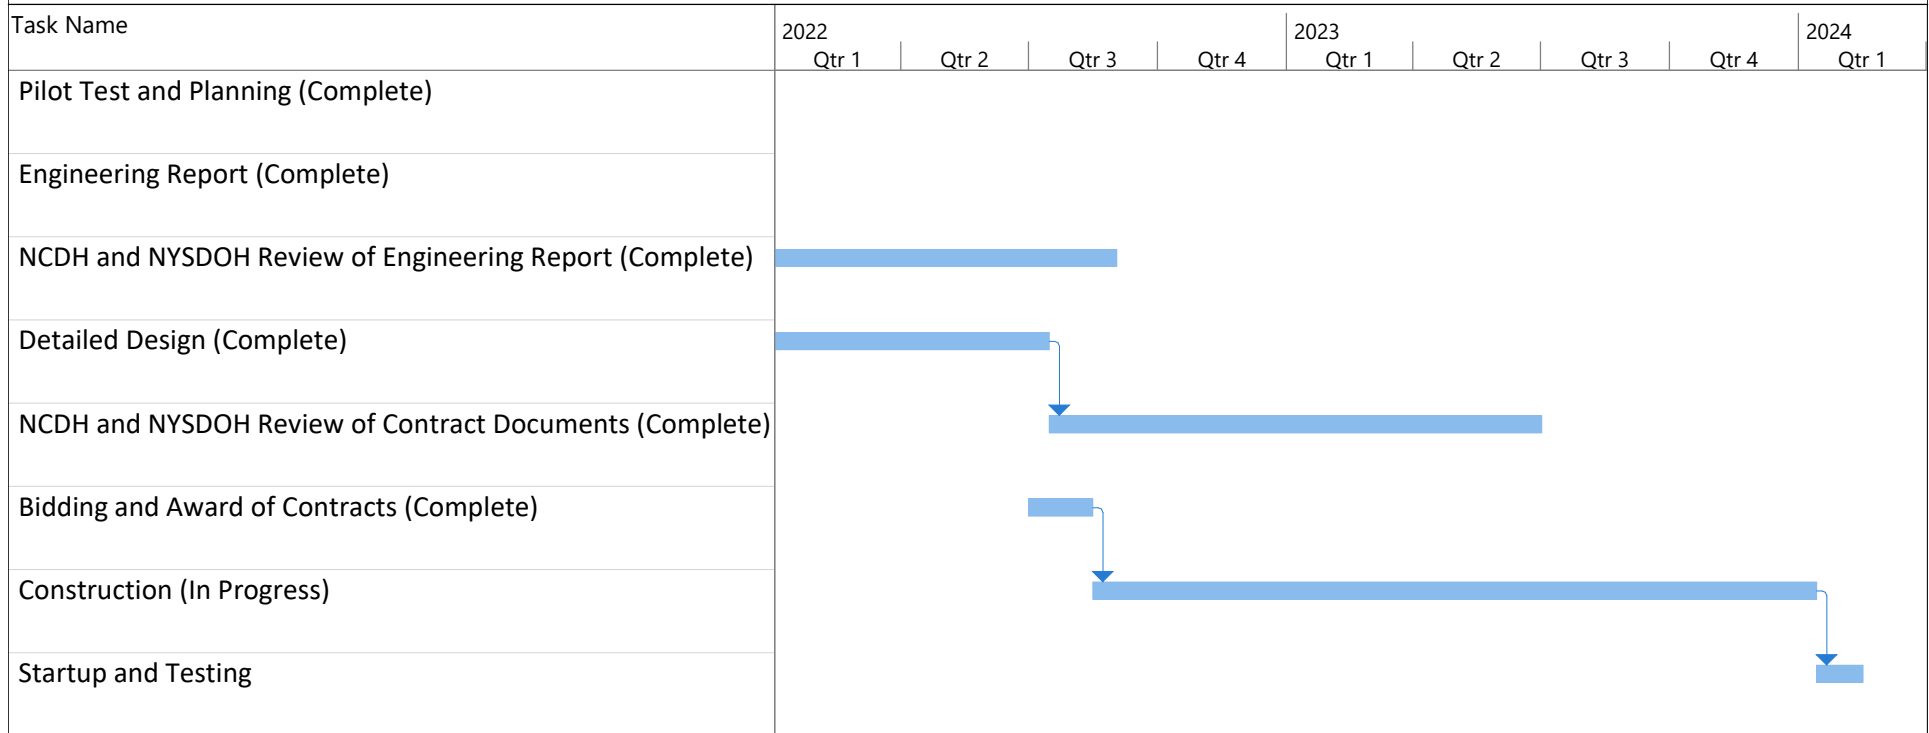 Task Name
2022 2023 2024
Qtr 1 Qtr 2 Qtr 3 Qtr 4 Qtr 1 Qtr 2 Qtr 3 Qtr 4 Qtr 1
Pilot Test and Planning (Complete)
Engineering Report (Complete)
NCDH and NYSDOH Review of Engineering Report (Complete)
Detailed Design (Complete)
NCDH and NYSDOH Review of Contract Documents (Complete)
Bidding and Award of Contracts (Complete)
Construction (In Progress)
Startup and Testing